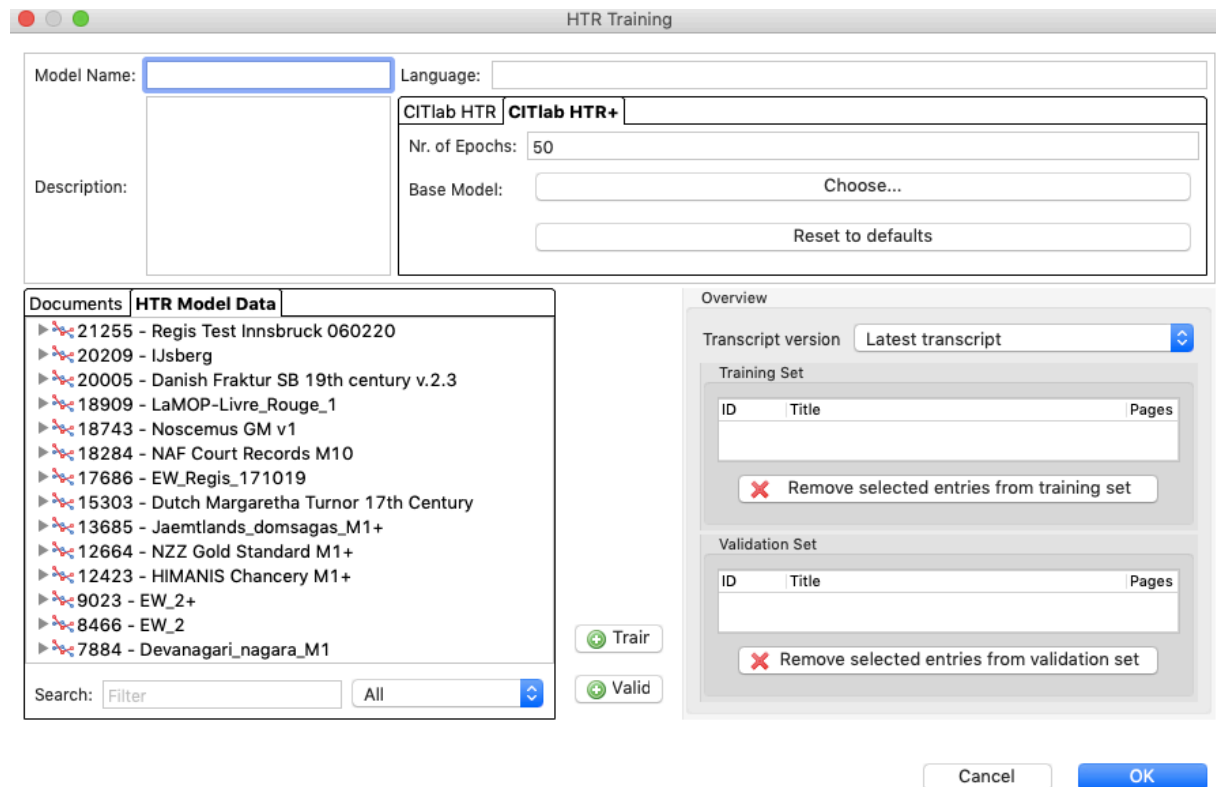 HTR Training
Model Name:
Language:
CITlab HTR CITlab HTR+
Nr. of Epochs: 50
Description:
Base Model: Choose...
Reset to defaults
Documents HTR Model Data
21255 - Regis Test Innsbruck 060220
20209 - IJsberg
20005 - Danish Fraktur SB 19th century v.2.3
18909 - LaMOP-Livre_Rouge_1
18743 - Noscemus GM v1
18284 - NAF Court Records M10
17686 - EW_Regis_171019
15303 - Dutch Margaretha Turnor 17th Century
13685 - Jaemtlands_domsagas_M1+
12664 - NZZ Gold Standard M1+
12423 - HIMANIS Chancery M1+
9023 - EW_2+
8466 - EW_2
7884 - Devanagari_nagara_M1
Search: Filter All
Train
Valid
Overview
Transcript version Latest transcript
Training Set
ID Title Pages
Remove selected entries from training set
Validation Set
ID Title Pages
Remove selected entries from validation set
Cancel OK